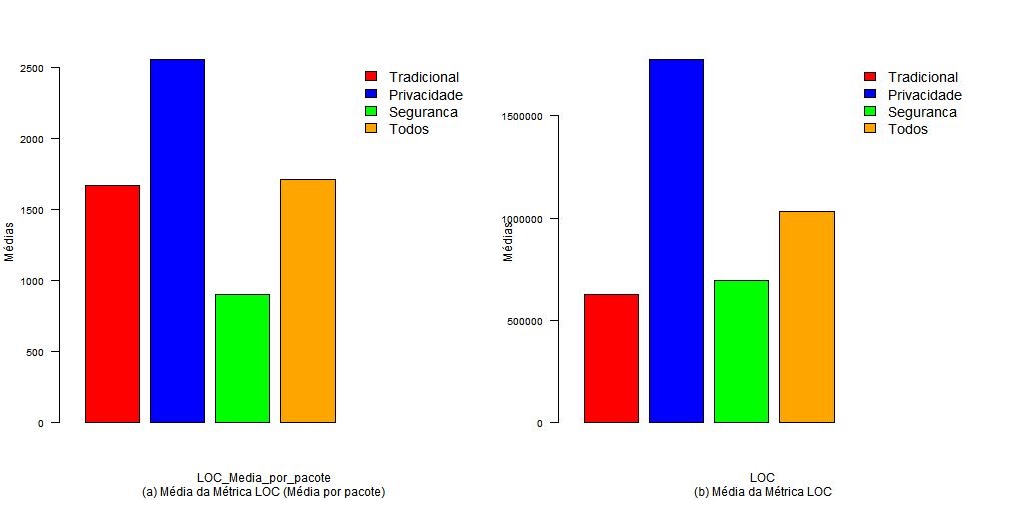 2500
2000
1500
1000
500
0
Médias
Tradicional
Privacidade
Seguranca
Todos
LOC_Media_por_pacote
(a) Média da Métrica LOC (Média por pacote)
1500000
1000000
500000
0
Médias
Tradicional
Privacidade
Seguranca
Todos
LOC
(b) Média da Métrica LOC